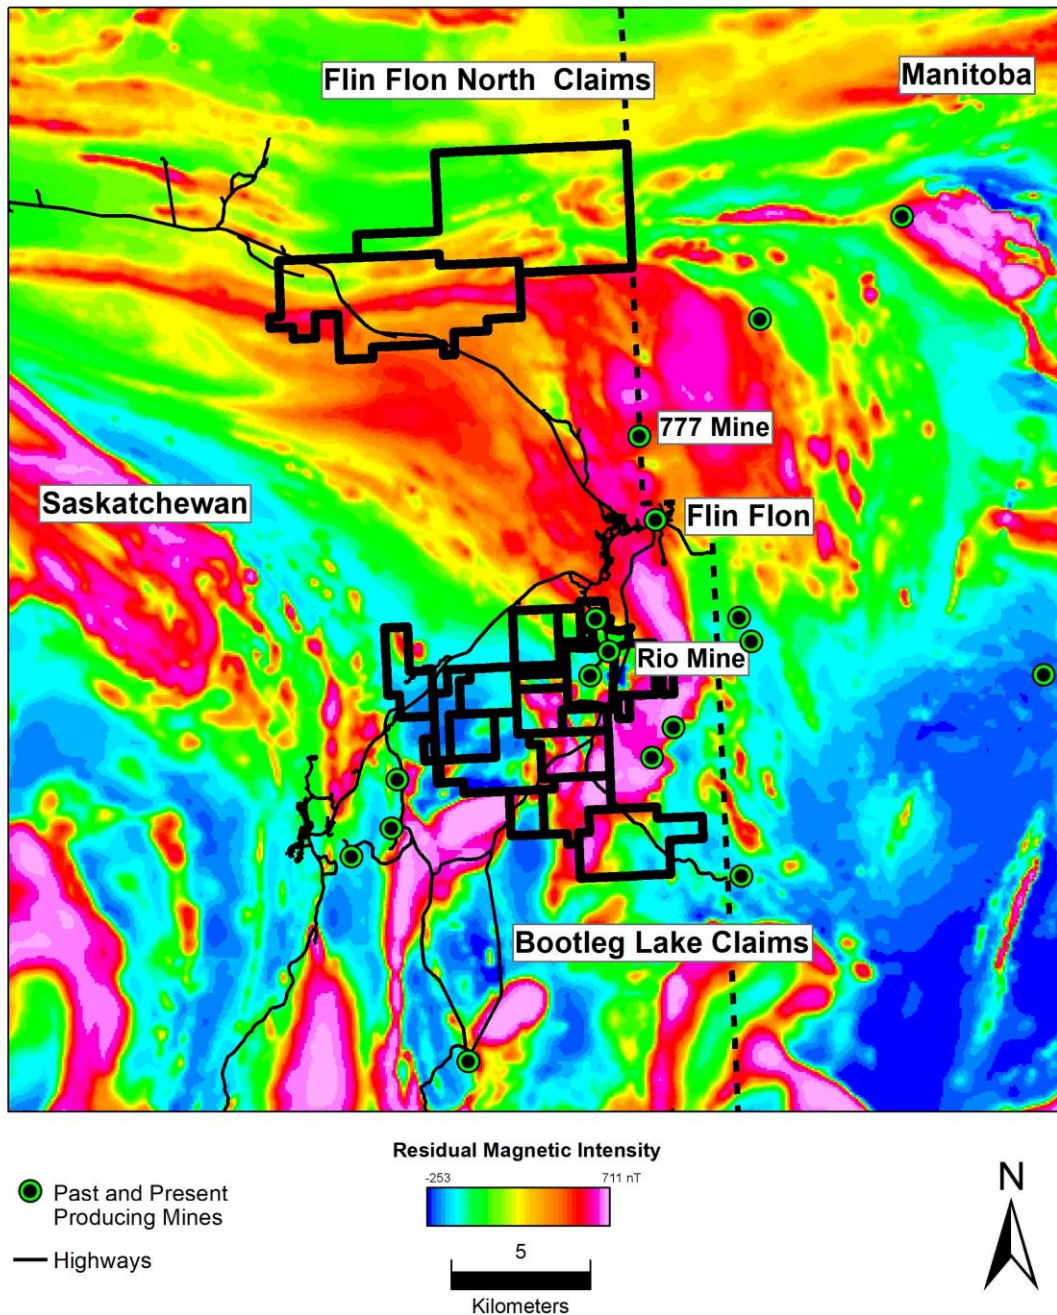 Flin Flon North Claims
Manitoba
777 Mine
Saskatchewan
Flin Flon
Rio Mine
Bootleg Lake Claims
Residual Magnetic Intensity
-253
711 nT
Past and Present
Producing Mines
Highways
5
Kilometers
N